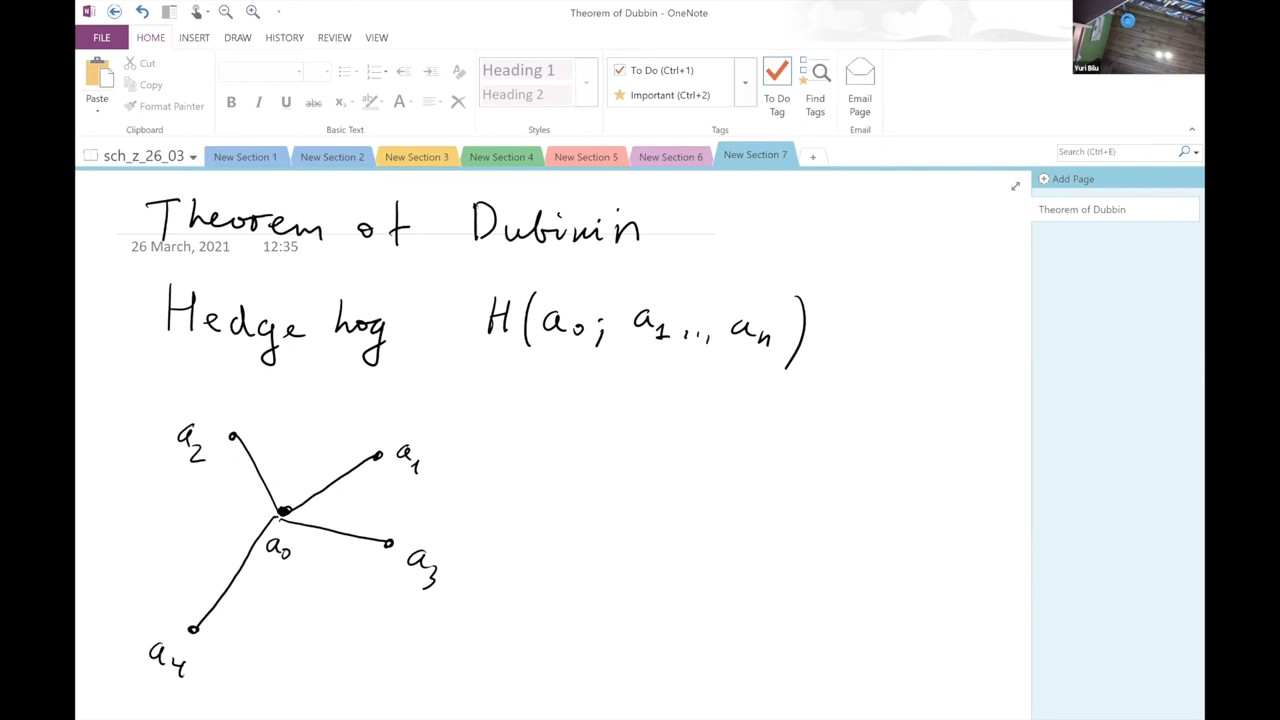 Theorem of Dubbin - OneNote
FILE HOME INSERT DRAW HISTORY REVIEW VIEW
Yuri Bilu
Paste
Cut
Copy
Format Painter
Clipboard
B I U abc x₂ A
Basic Text
Heading 1
Heading 2
Styles
To Do (Ctrl+1)
Important (Ctrl+2)
To Do Tag
Find Tags
Tags
Email Page
Email
sch_z_26_03
New Section 1 New Section 2 New Section 3 New Section 4 New Section 5 New Section 6 New Section 7 +
Search (Ctrl+E)
Add Page
Theorem of Dubbin
Theorem of Dubinin
26 March, 2021 12:35
Hedge hog H(a₀; a₁ ... aₙ)
a₂
a₁
a₀
a₃
a₄